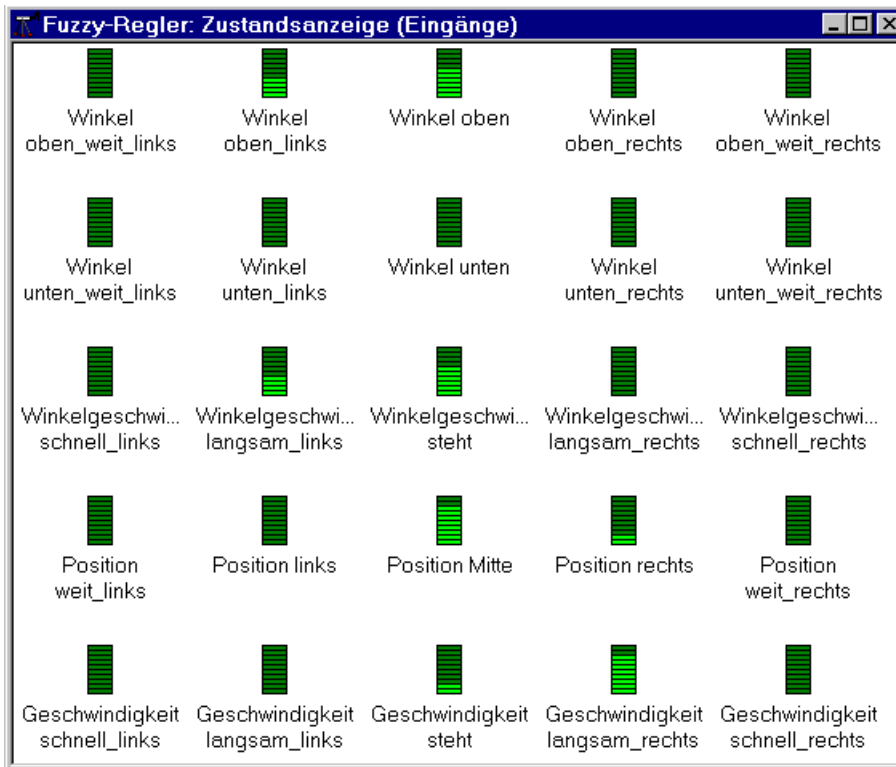 Fuzzy-Regler: Zustandsanzeige (Eingänge)
Winkel oben_weit_links
Winkel oben_links
Winkel oben
Winkel oben_rechts
Winkel oben_weit_rechts
Winkel unten_weit_links
Winkel unten_links
Winkel unten
Winkel unten_rechts
Winkel unten_weit_rechts
Winkelgeschwi... schnell_links
Winkelgeschwi... langsam_links
Winkelgeschwi... steht
Winkelgeschwi... langsam_rechts
Winkelgeschwi... schnell_rechts
Position weit_links
Position links
Position Mitte
Position rechts
Position weit_rechts
Geschwindigkeit schnell_links
Geschwindigkeit langsam_links
Geschwindigkeit steht
Geschwindigkeit langsam_rechts
Geschwindigkeit schnell_rechts